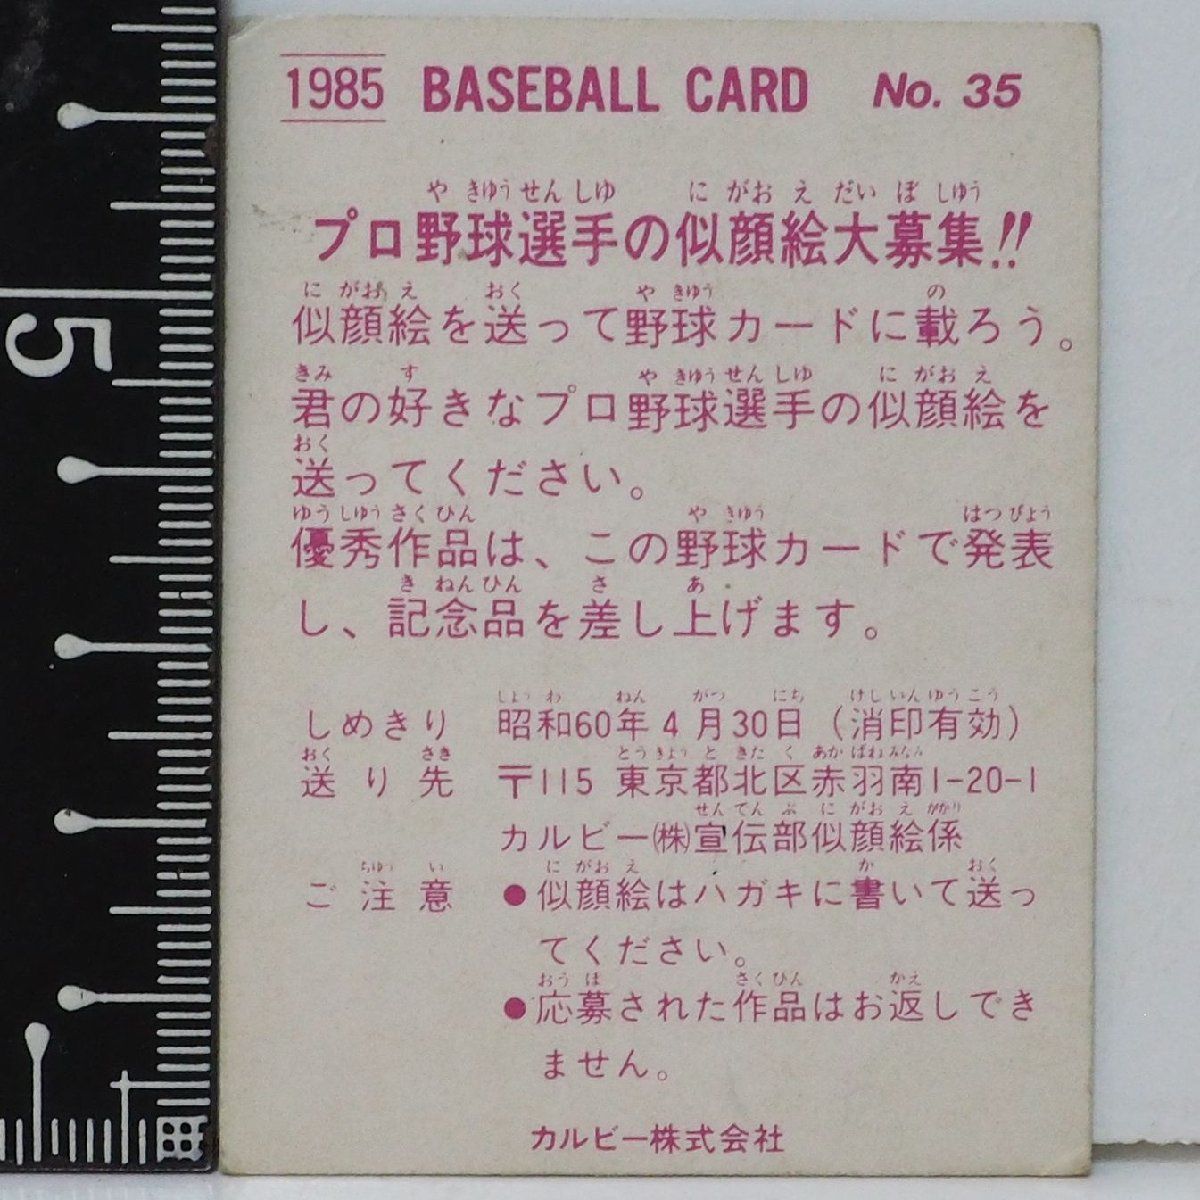 1985 BASEBALL CARD No. 35
や きゅう せん しゆ に がお え だい ぼ しゅう
プロ野球選手の似顔絵大募集!!
に がお え おく や きゅう の
似顔絵を送って野球カードに載ろう。
きみ す や きゅう せん しゆ に がお え
君の好きなプロ野球選手の似顔絵を
おく
送ってください。
ゆう しゅう さく ひん や きゅう はつ ぴょう
優秀作品は、この野球カードで発表
き ねん ひん さ あ
し、記念品を差し上げます。
しょう わ ねん がつ にち けし いん ゆう こう
しめきり 昭和60年4月30日(消印有効)
おく さき とう きょう と きた く あか ばね みなみ
送り先 〒115 東京都北区赤羽南1-20-1
せん でん ぶ に がお え かかり
カルビー㈱宣伝部似顔絵係
ちゅう い に がお え か おく
ご注意 ●似顔絵はハガキに書いて送っ
てください。
おう ぼ さく ひん かえ
●応募された作品はお返しでき
ません。
カルビー株式会社
5